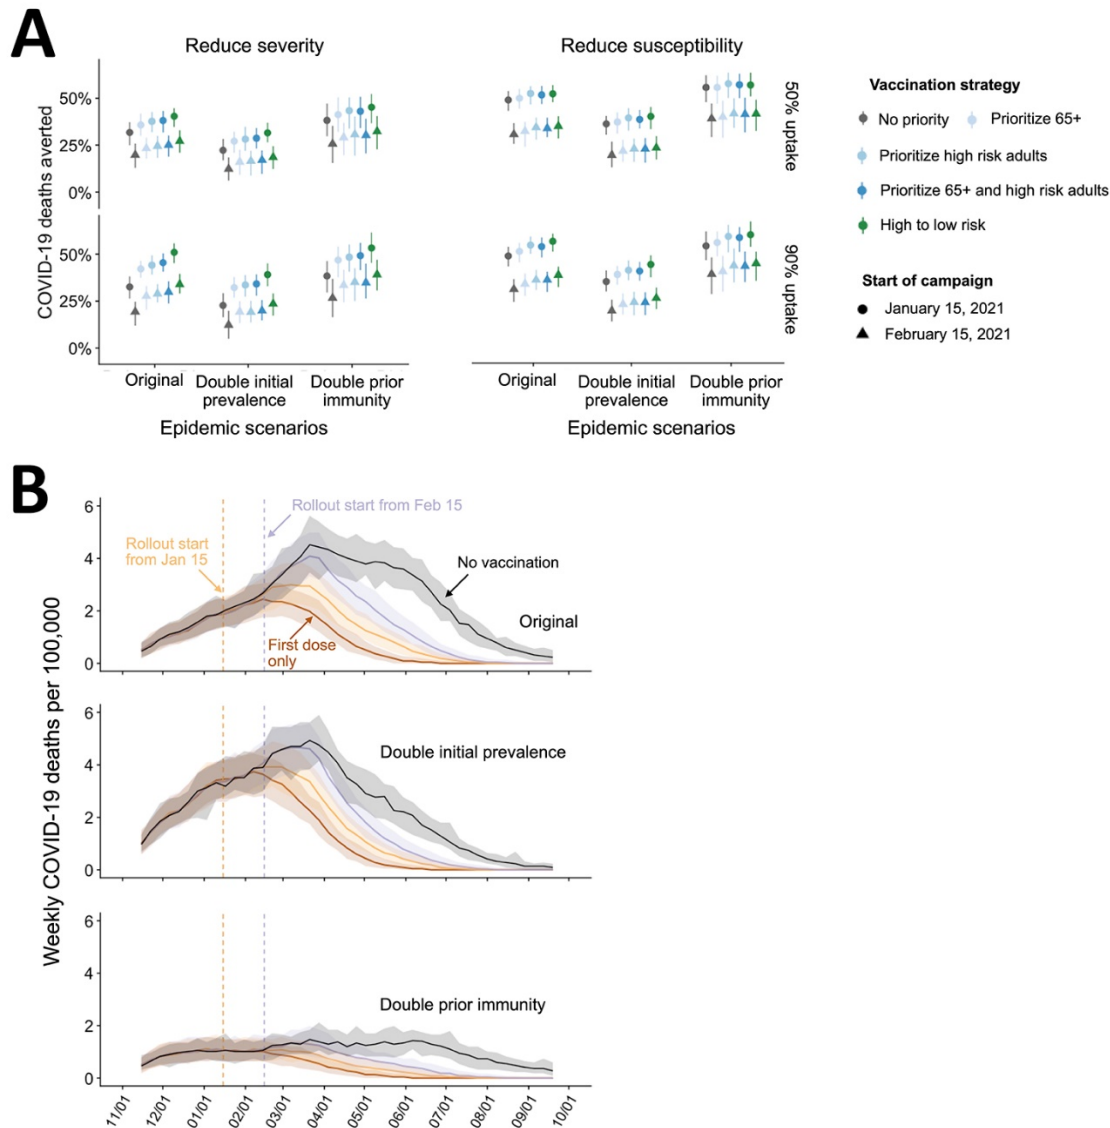 A
Reduce severity
Reduce susceptibility
COVID-19 deaths averted
50%
25%
0%
50%
25%
0%
50% uptake
90% uptake
Original
Double initial
prevalence
Double prior
immunity
Epidemic scenarios
Original
Double initial
prevalence
Double prior
immunity
Epidemic scenarios
Vaccination strategy
No priority
Prioritize 65+
Prioritize high risk adults
Prioritize 65+ and high risk adults
High to low risk
Start of campaign
January 15, 2021
February 15, 2021
B
Weekly COVID-19 deaths per 100,000
6
4
2
0
Rollout start
from Jan 15
Rollout start from Feb 15
No vaccination
First dose
only
Original
6
4
2
0
Double initial prevalence
6
4
2
0
Double prior immunity
11/01
12/01
01/01
02/01
03/01
04/01
05/01
06/01
07/01
08/01
09/01
10/01